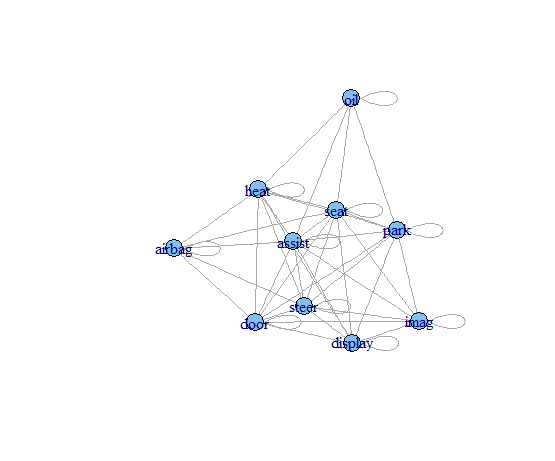 oil
heat
seat
park
assist
airbag
steer
door
imag
display